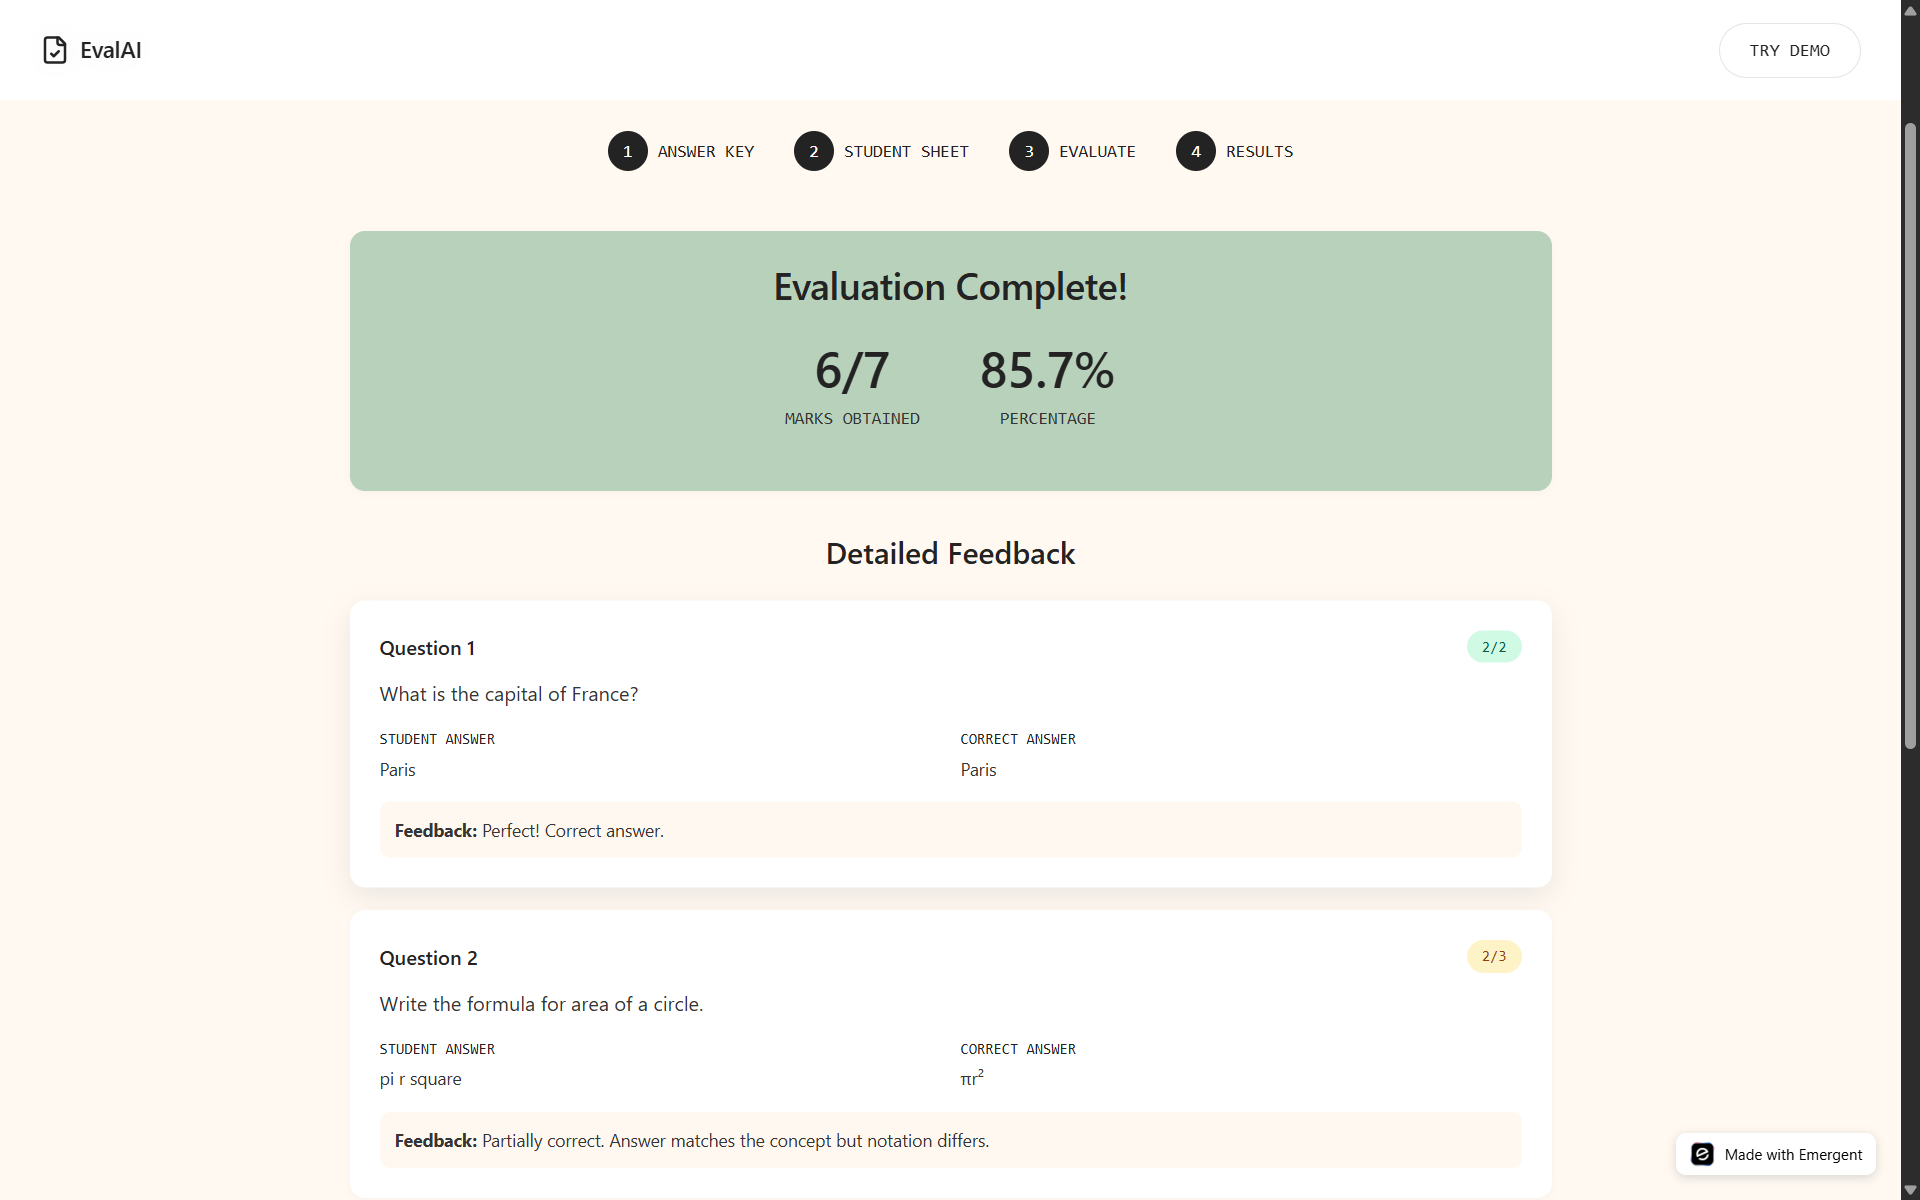 EvalAI
TRY DEMO
1 ANSWER KEY 2 STUDENT SHEET 3 EVALUATE 4 RESULTS
Evaluation Complete!
6/7 85.7%
MARKS OBTAINED PERCENTAGE
Detailed Feedback
Question 1 2/2
What is the capital of France?
STUDENT ANSWER CORRECT ANSWER
Paris Paris
Feedback: Perfect! Correct answer.
Question 2 2/3
Write the formula for area of a circle.
STUDENT ANSWER CORRECT ANSWER
pi r square πr²
Feedback: Partially correct. Answer matches the concept but notation differs.
Made with Emergent